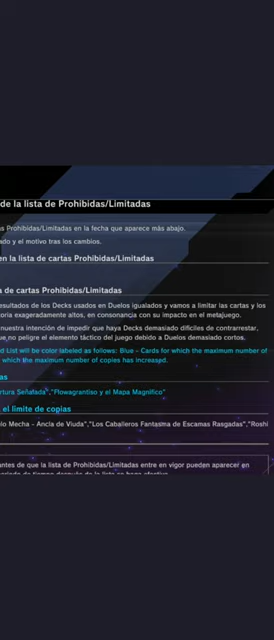 de la lista de Prohibidas/Limitadas
s Prohibidas/Limitadas en la fecha que aparece más abajo.
ado y el motivo tras los cambios.
en la lista de cartas Prohibidas/Limitadas
a de cartas Prohibidas/Limitadas
resultados de los Decks usados en Duelos igualados y vamos a limitar las cartas y los
toria exageradamente altos, en consonancia con su impacto en el metajuego.
nuestra intención de impedir que haya Decks demasiado difíciles de contrarrestar,
ue no peligre el elemento táctico del juego debido a Duelos demasiado cortos.
d List will be color labeled as follows: Blue - Cards for which the maximum number of
which the maximum number of copies has increased.
as
rtura Señalada","Flowagrantiso y el Mapa Magnífico"
el límite de copias
Mecha - Ancla de Viuda","Los Caballeros Fantasma de Escamas Rasgadas","Roshi
antes de que la lista de Prohibidas/Limitadas entre en vigor pueden aparecer en